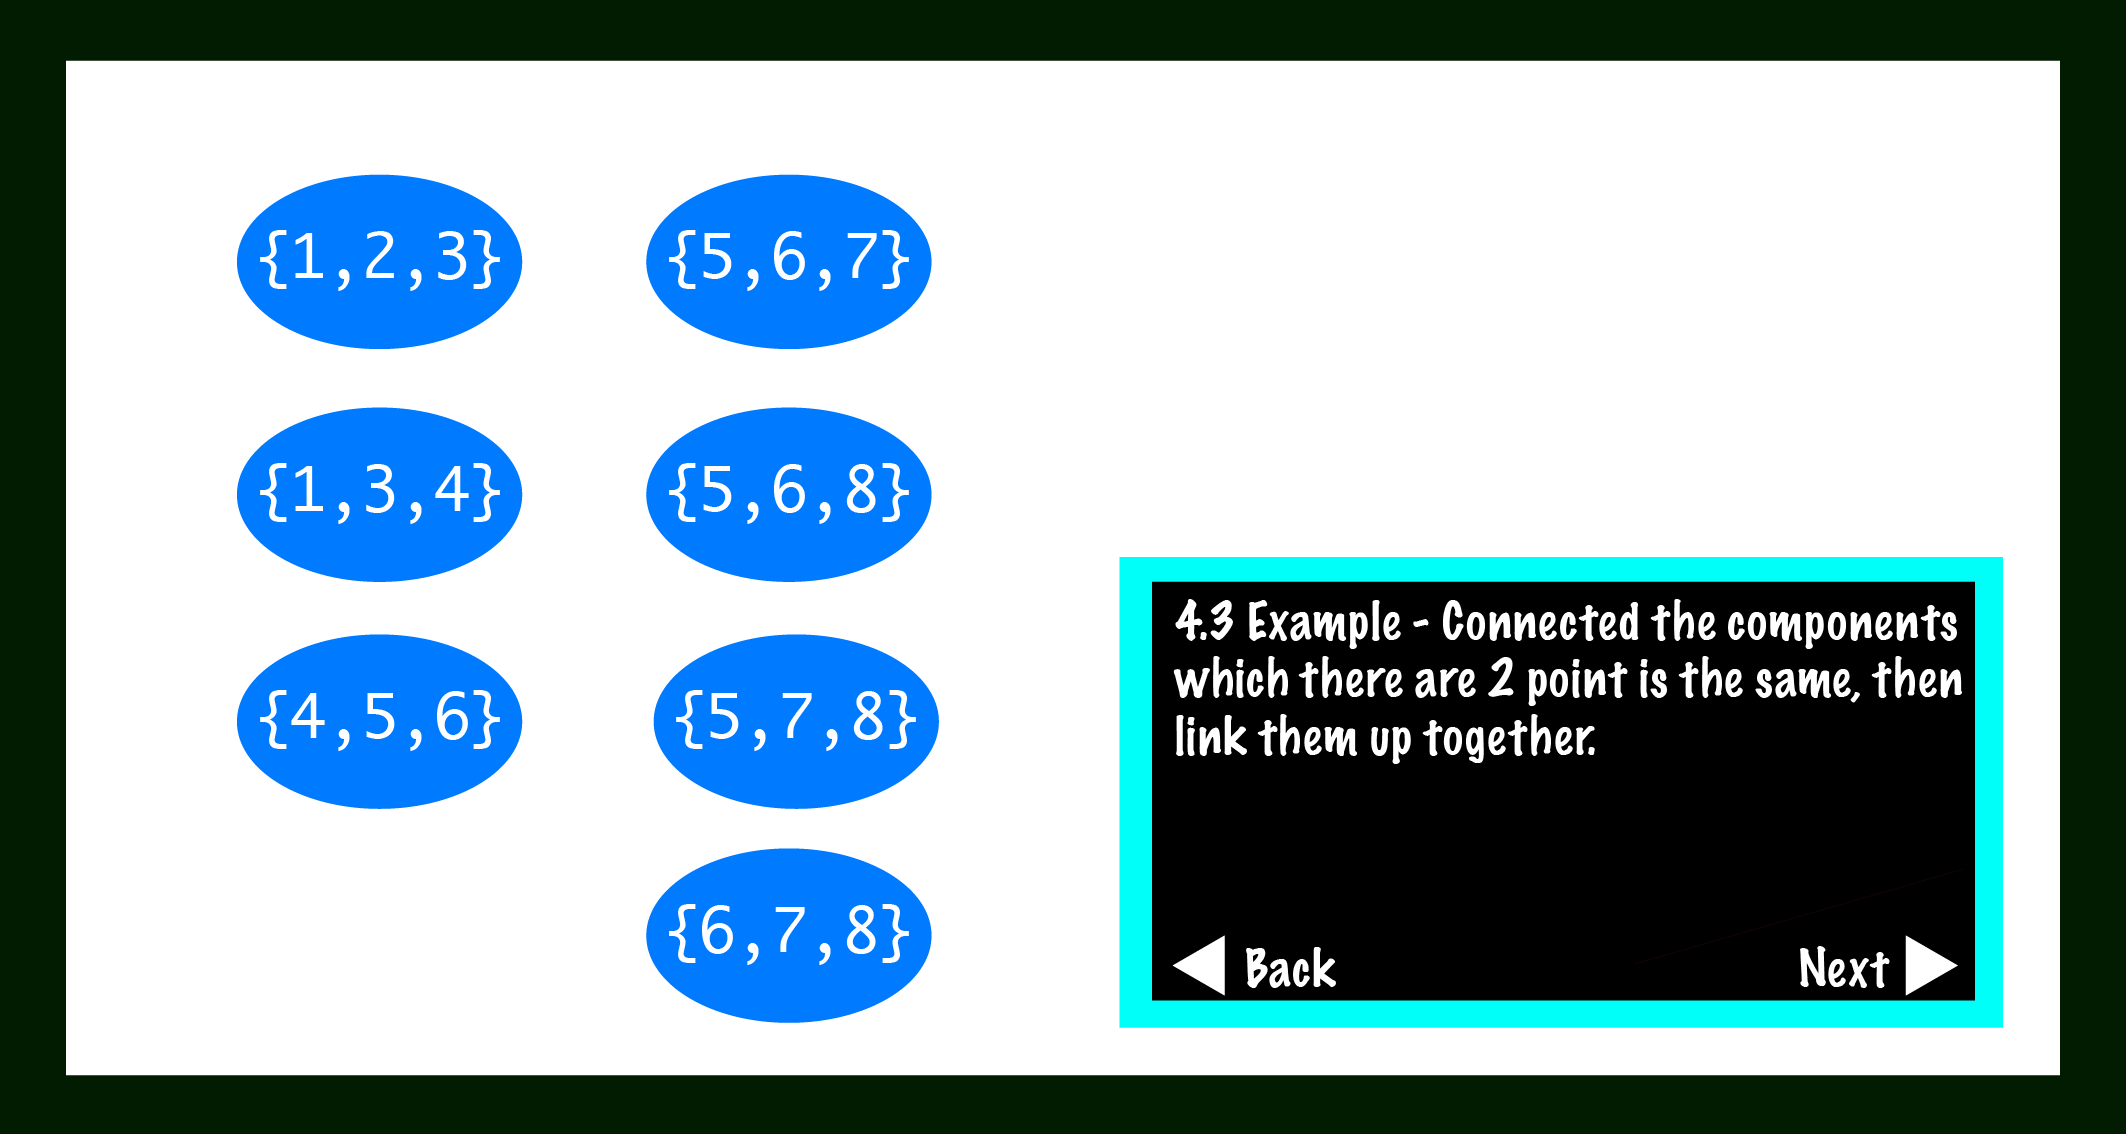 {1,2,3}
{5,6,7}
{1,3,4}
{5,6,8}
{4,5,6}
{5,7,8}
{6,7,8}
4.3 Example - Connected the components
which there are 2 point is the same, then
link them up together.
Back
Next